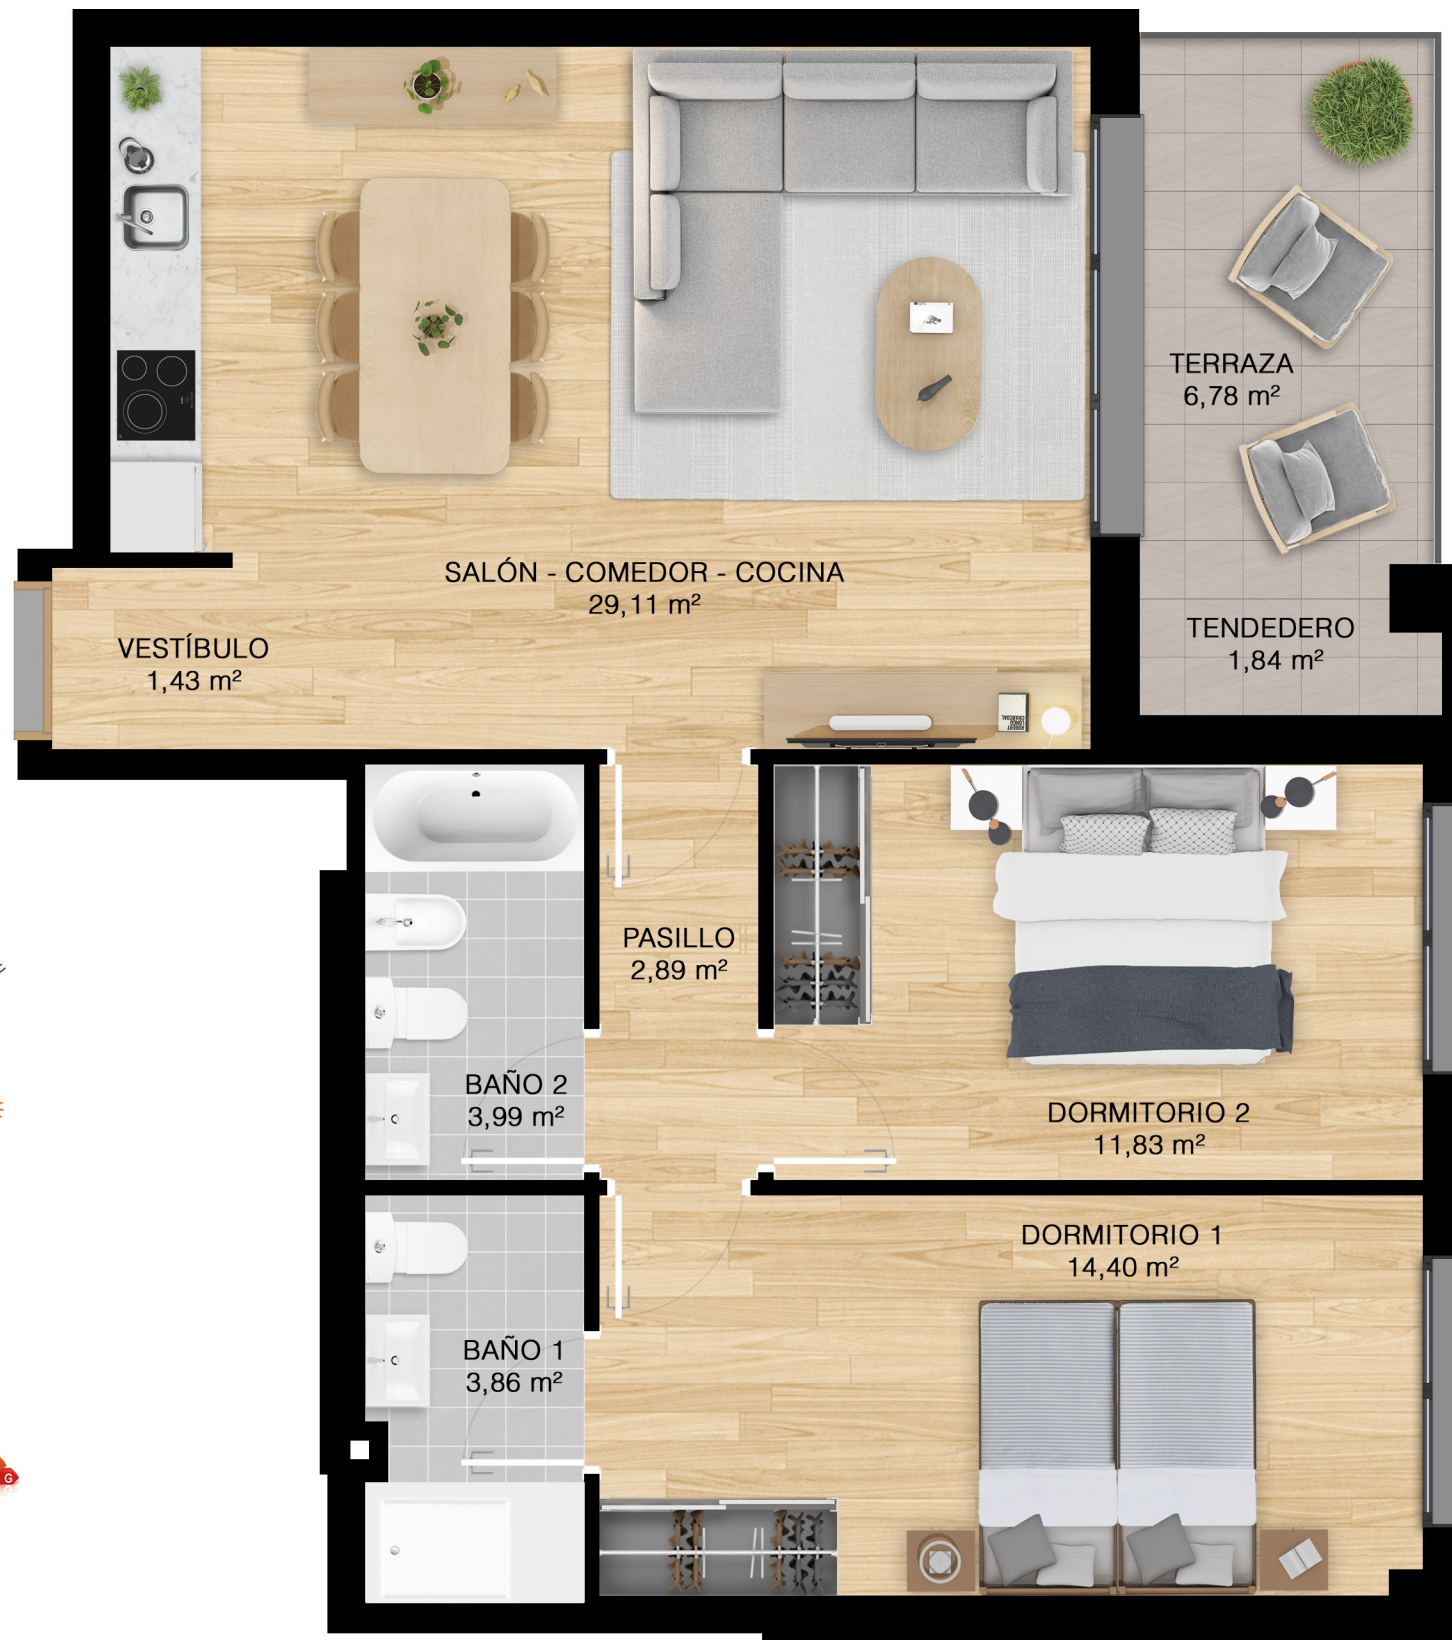 TERRAZA
6,78 m²
SALÓN - COMEDOR - COCINA
29,11 m²
TENDEDERO
1,84 m²
VESTÍBULO
1,43 m²
PASILLO
2,89 m²
BAÑO 2
3,99 m²
DORMITORIO 2
11,83 m²
DORMITORIO 1
14,40 m²
BAÑO 1
3,86 m²
G